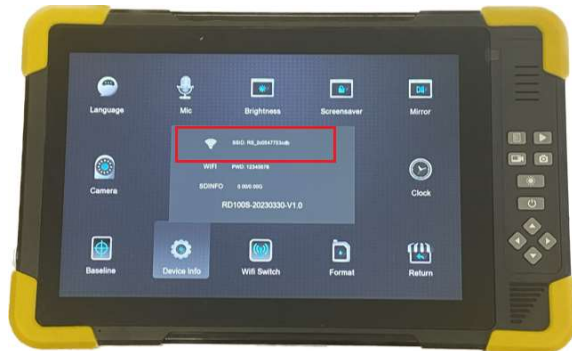 Language
Mic
Brightness
Screensaver
Mirror
SSID:
WIFI PWD: 12345678
SDINFO
RD100S-20230330-V1.0
Camera
Clock
Baseline
Device Info
Wifi Switch
Format
Return